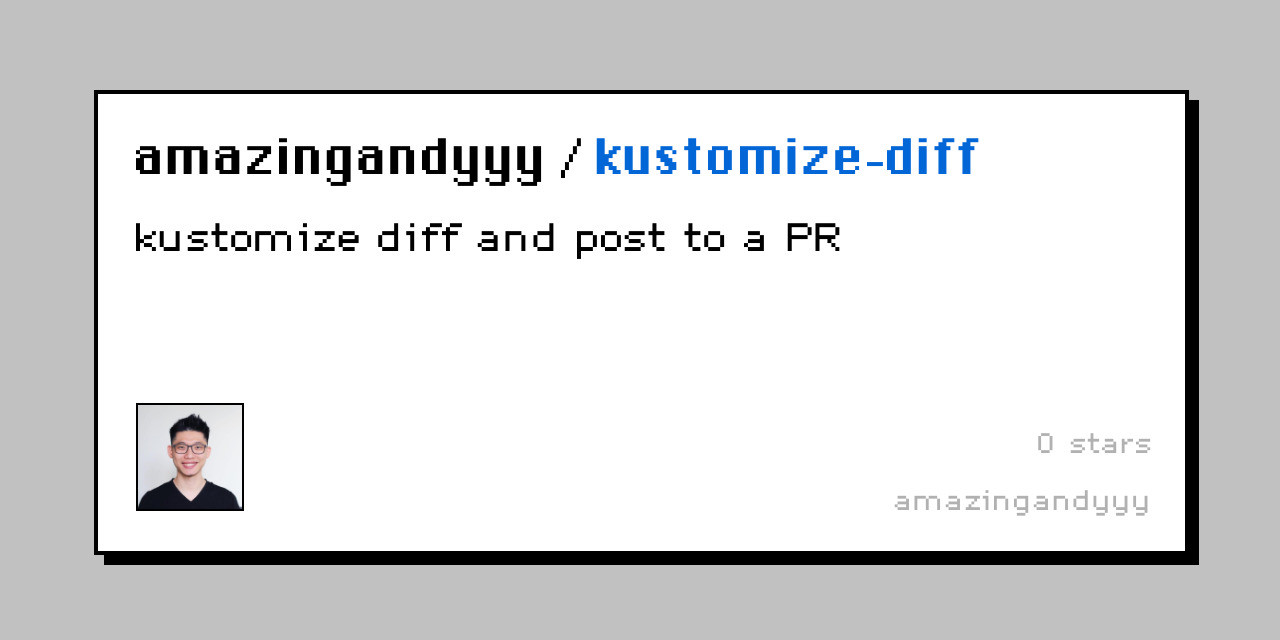 amazingandyyy / kustomize-diff
kustomize diff and post to a PR
0 stars
amazingandyyy